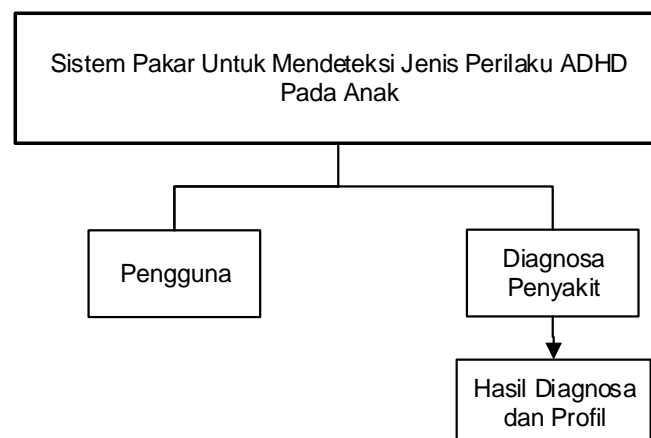 Sistem Pakar Untuk Mendeteksi Jenis Perilaku ADHD
Pada Anak
Pengguna
Diagnosa
Penyakit
Hasil Diagnosa
dan Profil